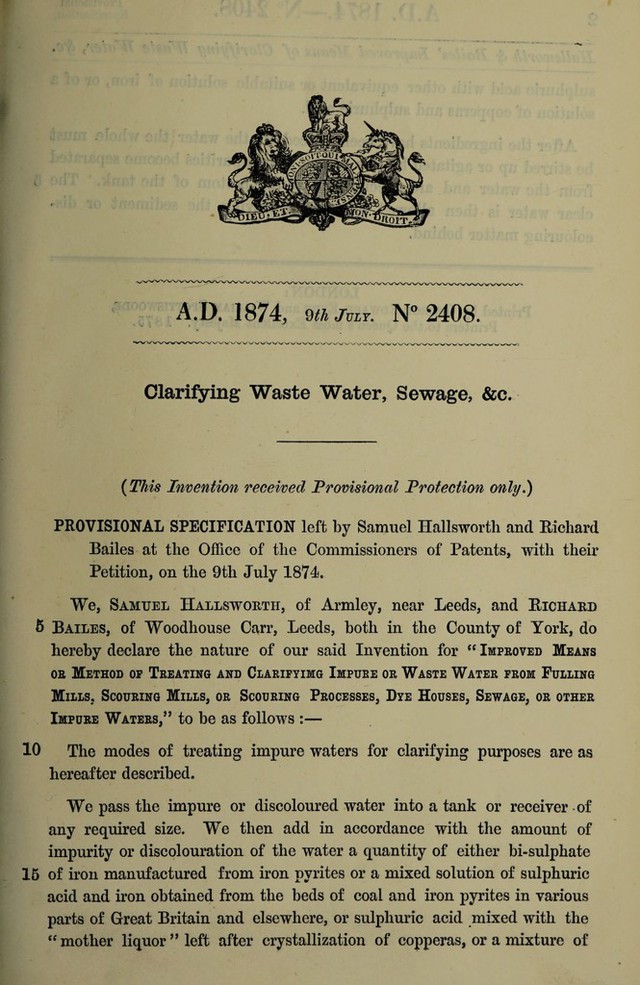 HONI SOIT QUI MAL Y PENSE
DIEU ET MON DROIT
A.D. 1874, 9th July. Nº 2408.
Clarifying Waste Water, Sewage, &c.
(This Invention received Provisional Protection only.)
PROVISIONAL SPECIFICATION left by Samuel Hallsworth and Richard
Bailes at the Office of the Commissioners of Patents, with their
Petition, on the 9th July 1874.
We, SAMUEL HALLSWORTH, of Armley, near Leeds, and RICHARD
5 BAILES, of Woodhouse Carr, Leeds, both in the County of York, do
hereby declare the nature of our said Invention for "IMPROVED MEANS
OR METHOD OF TREATING AND CLARIFYIMG IMPURE OR WASTE WATER FROM FULLING
MILLS, SCOURING MILLS, OR SCOURING PROCESSES, DYE HOUSES, SEWAGE, OR OTHER
IMPURE WATERS," to be as follows :—
10 The modes of treating impure waters for clarifying purposes are as
hereafter described.
We pass the impure or discoloured water into a tank or receiver of
any required size. We then add in accordance with the amount of
impurity or discolouration of the water a quantity of either bi-sulphate
15 of iron manufactured from iron pyrites or a mixed solution of sulphuric
acid and iron obtained from the beds of coal and iron pyrites in various
parts of Great Britain and elsewhere, or sulphuric acid mixed with the
"mother liquor" left after crystallization of copperas, or a mixture of